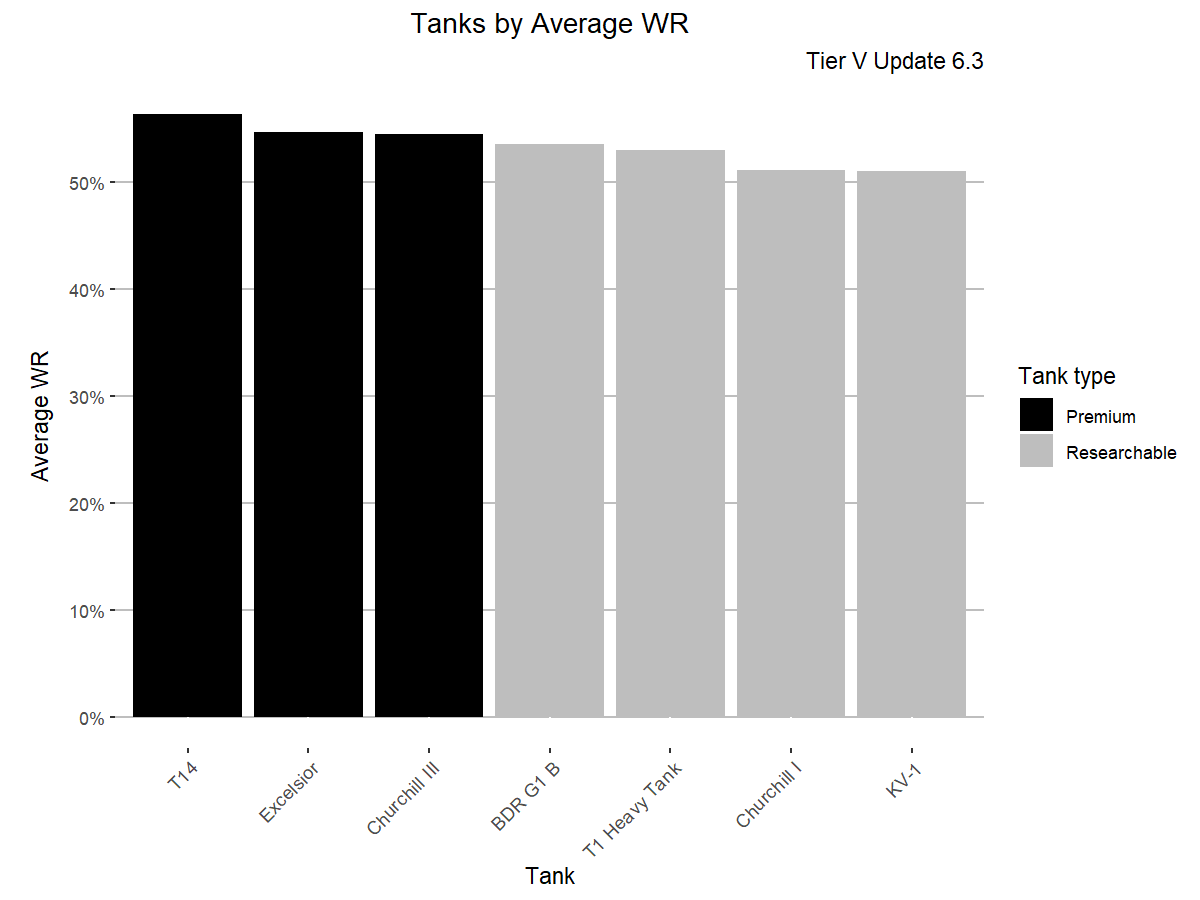 Tanks by Average WR
Tier V Update 6.3
Average WR
50%
40%
30%
20%
10%
0%
T14
Excelsior
Churchill III
BDR G1 B
T1 Heavy Tank
Churchill I
KV-1
Tank
Tank type
Premium
Researchable